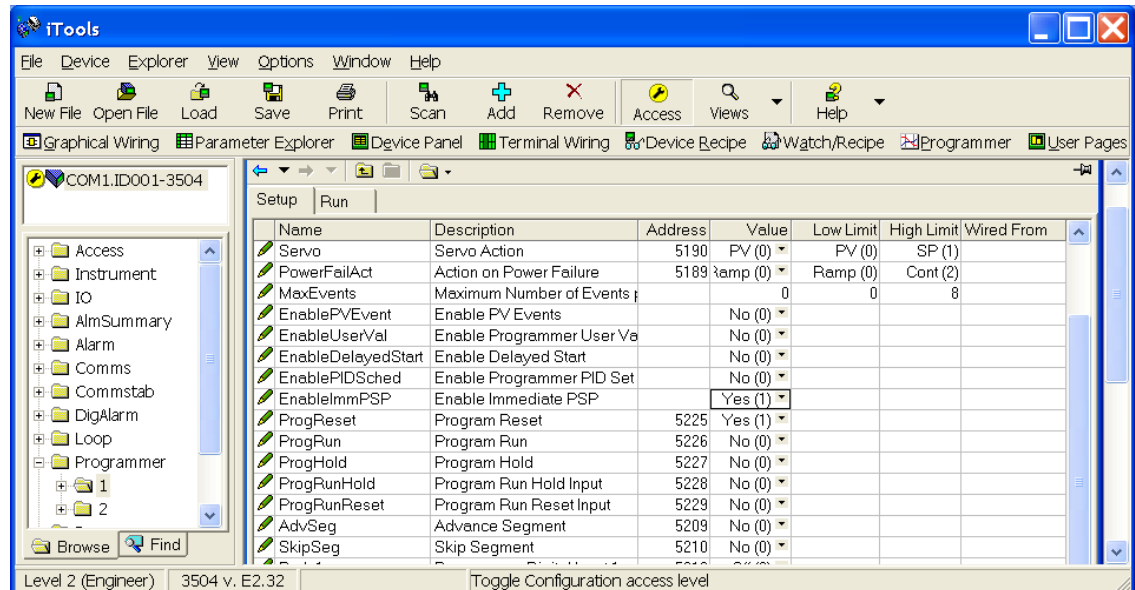 iTools
File Device Explorer View Options Window Help
New File Open File Load Save Print Scan Add Remove Access Views Help
Graphical Wiring Parameter Explorer Device Panel Terminal Wiring Device Recipe Watch/Recipe Programmer User Pages
COM1.ID001-3504
Access
Instrument
IO
AlmSummary
Alarm
Comms
Commstab
DigAlarm
Loop
Programmer
1
2
Browse Find
Setup Run
Name Description Address Value Low Limit High Limit Wired From
Servo Servo Action 5190 PV (0) PV (0) SP (1)
PowerFailAct Action on Power Failure 5189 Ramp (0) Ramp (0) Cont (2)
MaxEvents Maximum Number of Events 0 0 8
EnablePVEvent Enable PV Events No (0)
EnableUserVal Enable Programmer User Va No (0)
EnableDelayedStart Enable Delayed Start No (0)
EnablePIDSched Enable Programmer PID Set No (0)
EnableImmPSP Enable Immediate PSP Yes (1)
ProgReset Program Reset 5225 Yes (1)
ProgRun Program Run 5226 No (0)
ProgHold Program Hold 5227 No (0)
ProgRunHold Program Run Hold Input 5228 No (0)
ProgRunReset Program Run Reset Input 5229 No (0)
AdvSeg Advance Segment 5209 No (0)
SkipSeg Skip Segment 5210 No (0)
Level 2 (Engineer) 3504 v. E2.32 Toggle Configuration access level